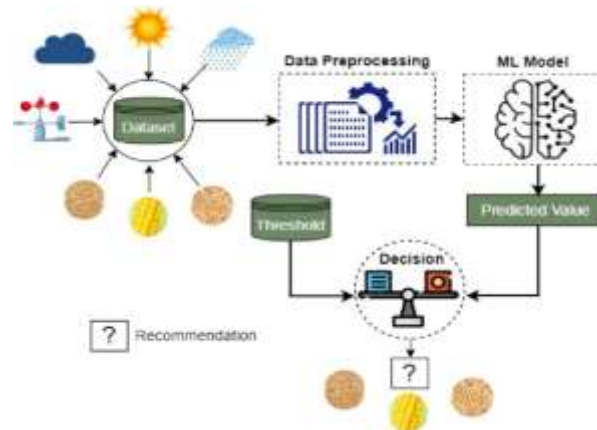 Data Preprocessing
ML Model
Dataset
Threshold
Predicted Value
Decision
? Recommendation
?